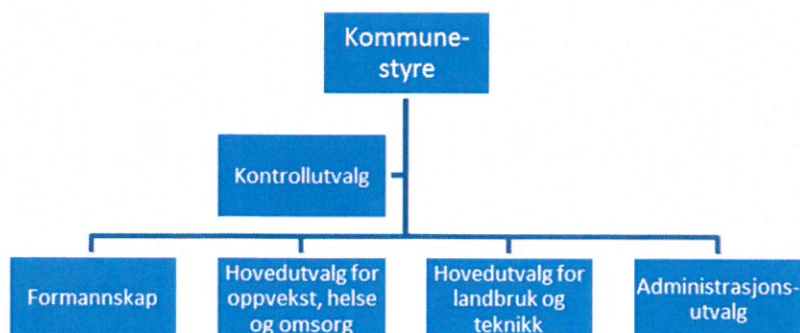 Kommune-
styre
Kontrollutvalg
Formannskap
Hovedutvalg for
oppvekst, helse
og omsorg
Hovedutvalg for
landbruk og
teknikk
Administrasjons-
utvalg